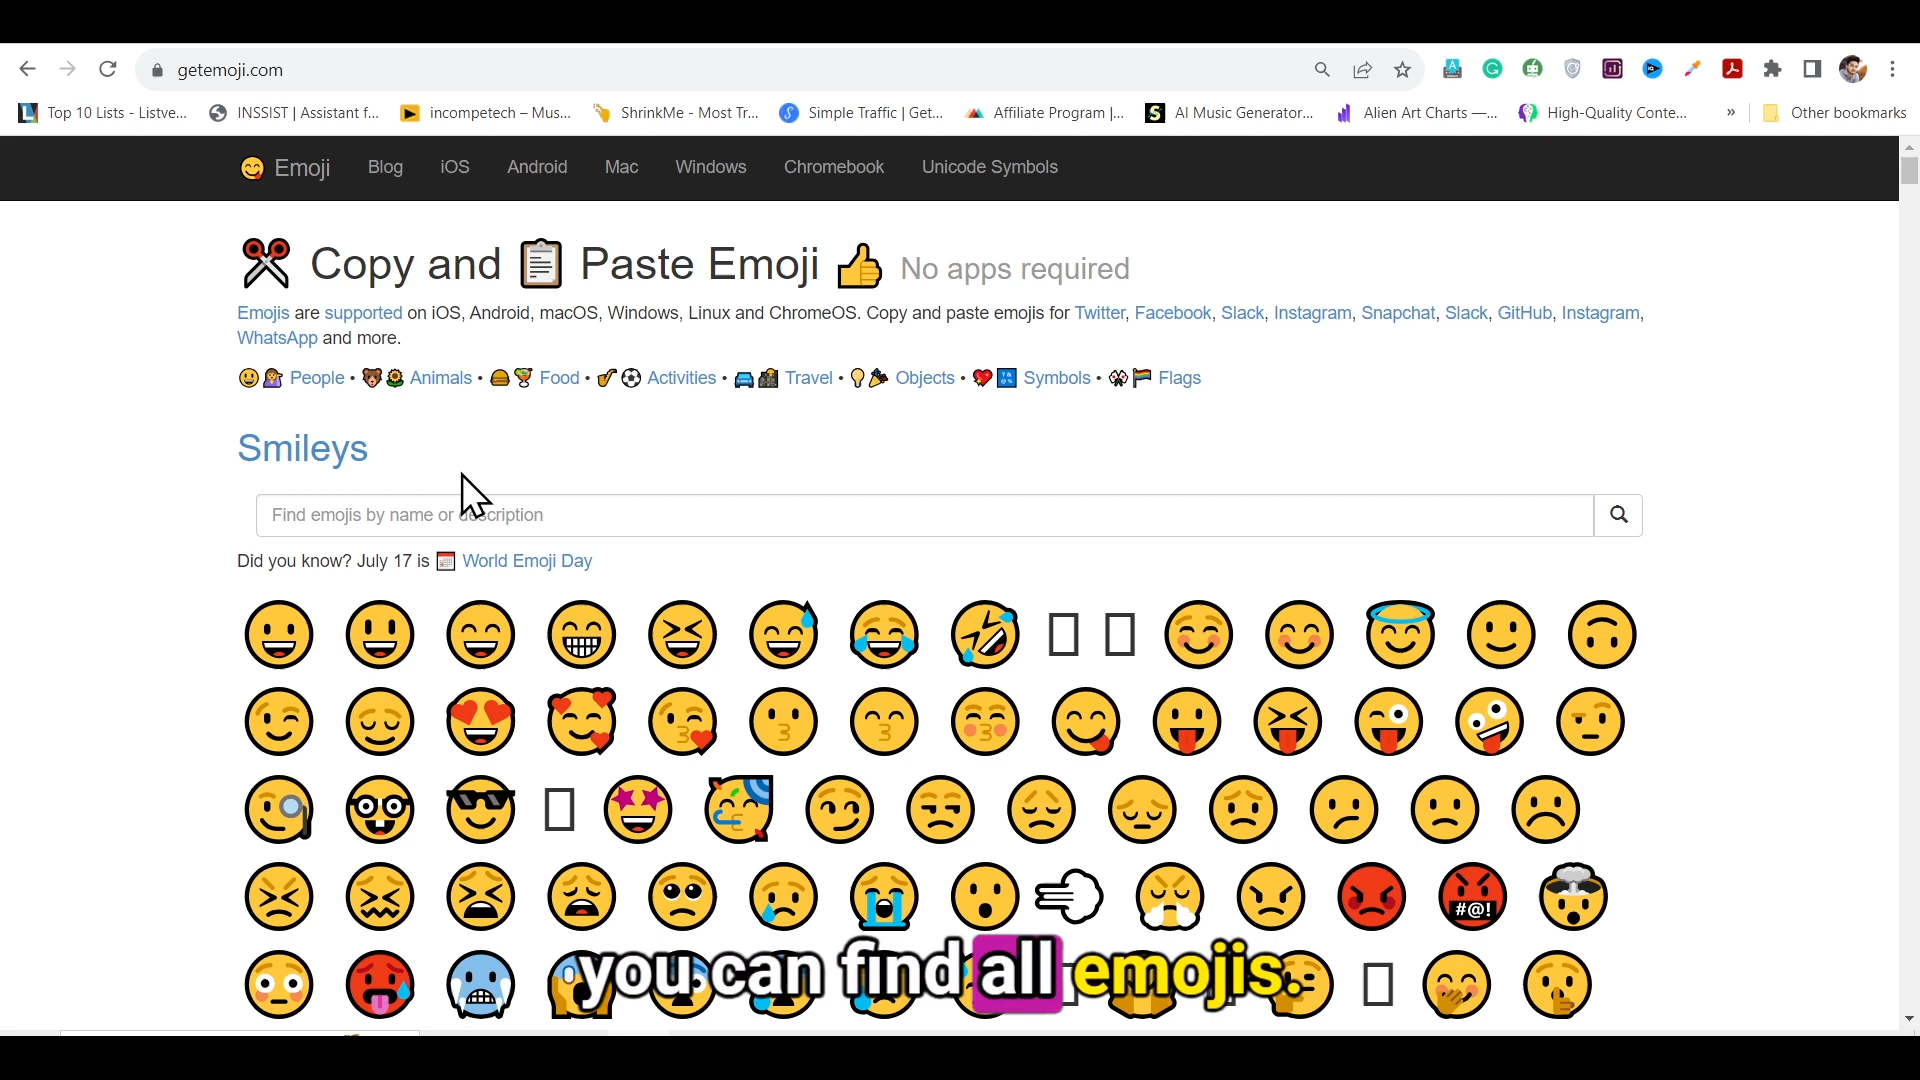 getemoji.com
Top 10 Lists - Listve... INSSIST | Assistant f... incompetech – Mus... ShrinkMe - Most Tr... Simple Traffic | Get... Affiliate Program |... AI Music Generator... Alien Art Charts —... High-Quality Conte... » Other bookmarks
Emoji Blog iOS Android Mac Windows Chromebook Unicode Symbols
Copy and Paste Emoji No apps required
Emojis are supported on iOS, Android, macOS, Windows, Linux and ChromeOS. Copy and paste emojis for Twitter, Facebook, Slack, Instagram, Snapchat, Slack, GitHub, Instagram,
WhatsApp and more.
People • Animals • Food • Activities • Travel • Objects • Symbols • Flags
Smileys
Find emojis by name or description
Did you know? July 17 is World Emoji Day
#@!
you can find all emojis.